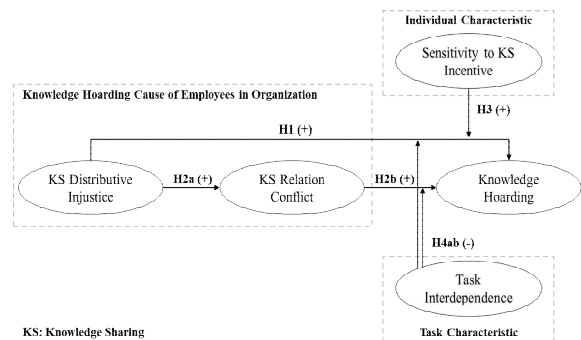 Individual Characteristic
Sensitivity to KS
Incentive
Knowledge Hoarding Cause of Employees in Organization
H3 (+)
H1 (+)
KS Distributive
Injustice
H2a (+)
KS Relation
Conflict
H2b (+)
Knowledge
Hoarding
H4ab (-)
Task
Interdependence
KS: Knowledge Sharing
Task Characteristic